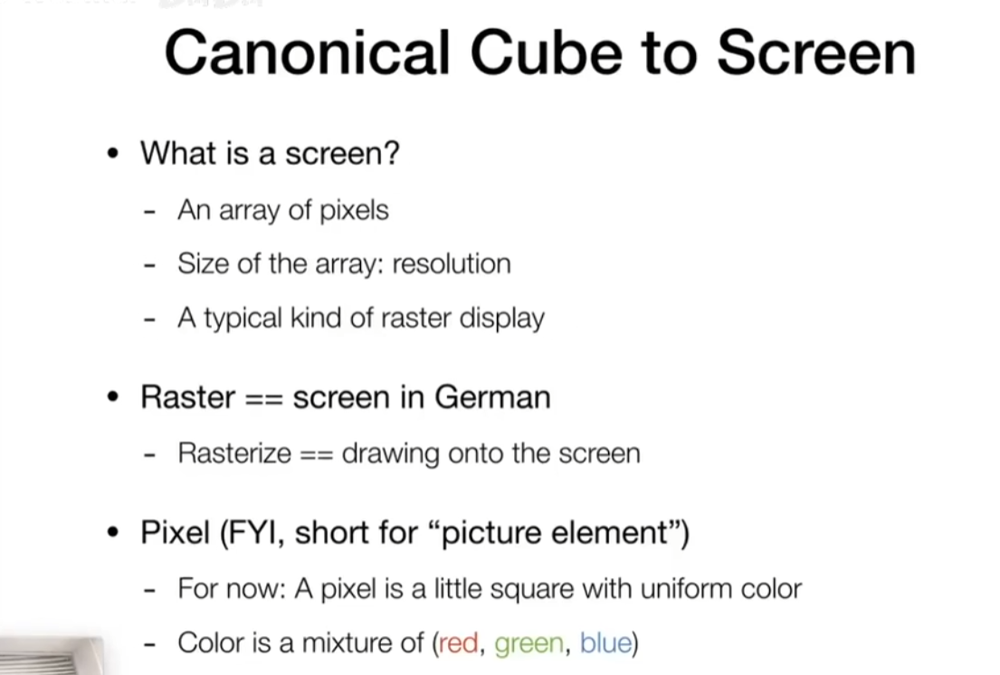 Canonical Cube to Screen
• What is a screen?
- An array of pixels
- Size of the array: resolution
- A typical kind of raster display
• Raster == screen in German
- Rasterize == drawing onto the screen
• Pixel (FYI, short for “picture element”)
- For now: A pixel is a little square with uniform color
- Color is a mixture of (red, green, blue)